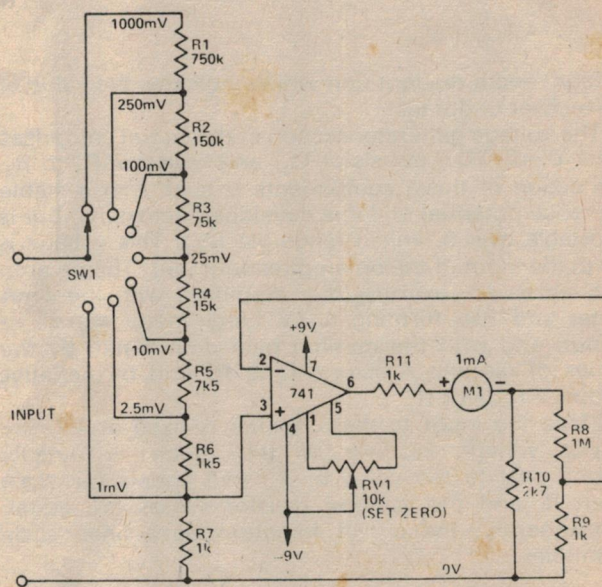 1000mV
R1
750k
250mV
R2
150k
100mV
R3
75k
SW1
25mV
R4
15k
10mV
R5
7k5
INPUT
2.5mV
R6
1k5
1mV
R7
1k
+9V
2
7
741
6
3
4
1
5
R11
1k
1mA
+
M1
−
RV1
10k
(SET ZERO)
−9V
R10
2k7
R8
1M
R9
1k
0V